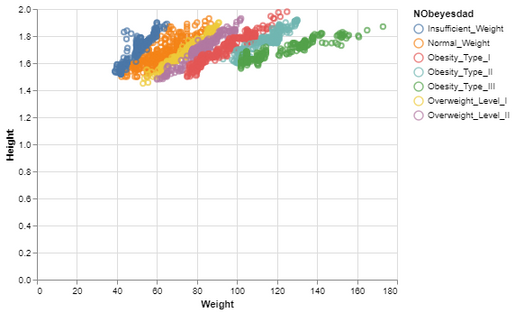 NObeyesdad
Insufficient_Weight
Normal_Weight
Obesity_Type_I
Obesity_Type_II
Obesity_Type_III
Overweight_Level_I
Overweight_Level_II
Height
2.0
1.8
1.6
1.4
1.2
1.0
0.8
0.6
0.4
0.2
0.0
0 20 40 60 80 100 120 140 160 180
Weight